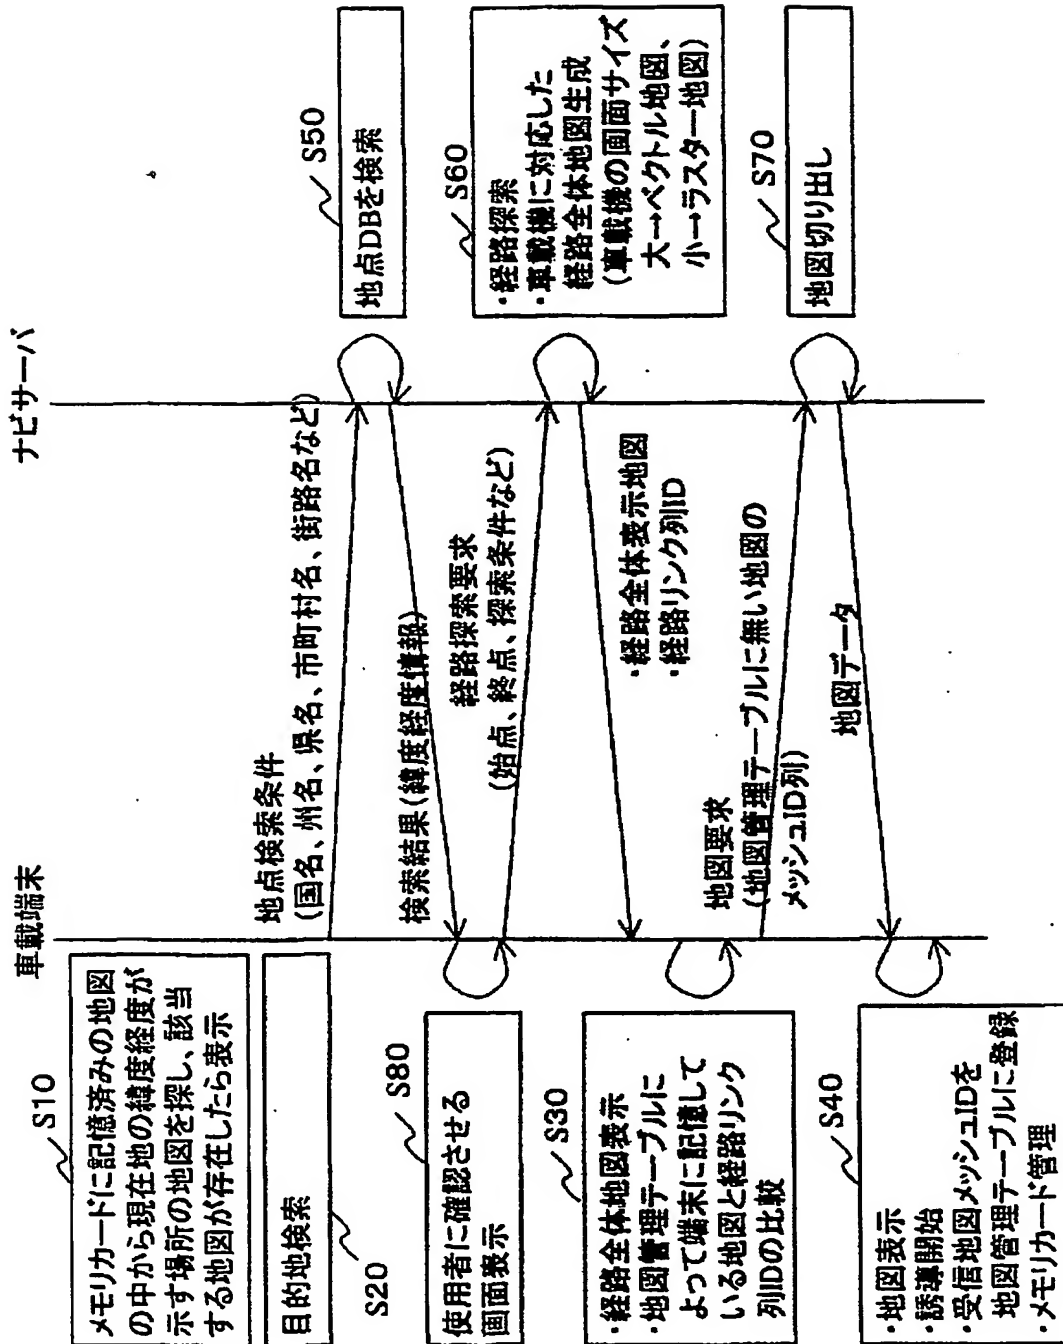 車載端末
ナビサーバ
S10
メモリカードに記憶済みの地図
の中から現在地の緯度経度が
示す場所の地図を探し、該当
する地図が存在したら表示
目的地検索
S20
地点検索条件
(国名、州名、県名、市町村名、街路名など)
S50
地点DBを検索
検索結果(緯度経度情報)
S80
使用者に確認させる
画面表示
経路探索要求
(始点、終点、探索条件など)
S60
・経路探索
・車載機に対応した
経路全体地図生成
(車載機の画面サイズ
大→ベクトル地図、
小→ラスター地図)
・経路全体表示地図
・経路リンク列ID
S30
・経路全体地図表示
・地図管理テーブルに
よって端末に記憶して
いる地図と経路リンク
列IDの比較
地図要求
(地図管理テーブルに無い地図の
メッシュID列)
S70
地図切り出し
地図データ
S40
・地図表示
・誘導開始
・受信地図メッシュIDを
地図管理テーブルに登録
・メモリカード管理